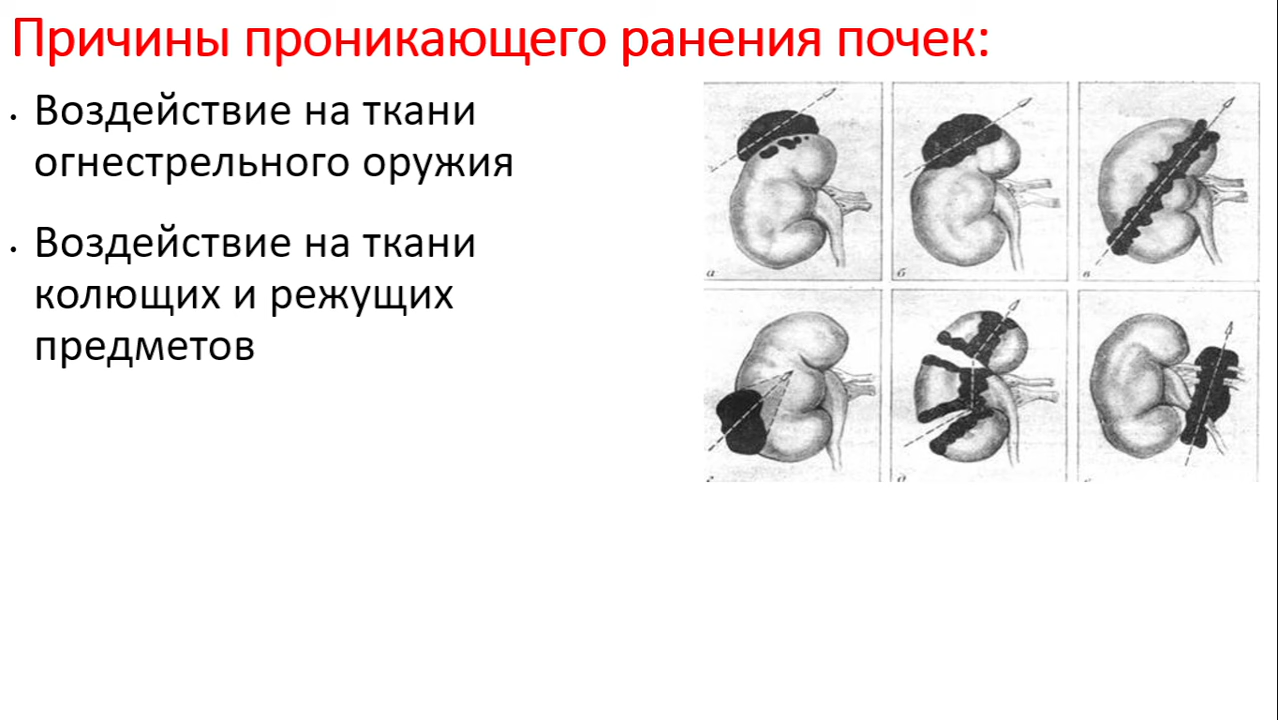 Причины проникающего ранения почек:
• Воздействие на ткани
огнестрельного оружия
• Воздействие на ткани
колющих и режущих
предметов
а
б
в
г
д